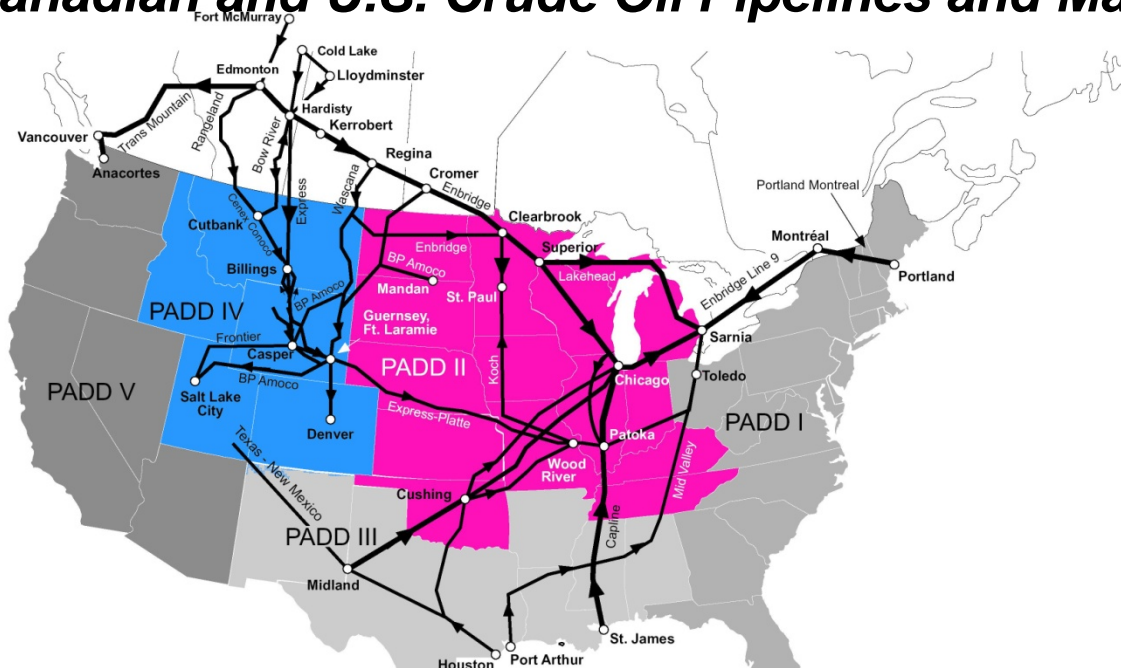 anadian and U.S. Crude Oil Pipelines and Ma
Fort McMurray
Cold Lake
Edmonton
Lloydminster
Hardisty
Kerrobert
Trans Mountain
Rangeland
Bow River
Vancouver
Anacortes
Regina
Cromer
Express
Wascana
Enbridge
Portland Montreal
Clearbrook
Cutbank
Cenex Conoco
Enbridge
Superior
Montréal
Lakehead
Enbridge Line 9
Portland
Billings
BP Amoco
Mandan
St. Paul
BP Amoco
PADD IV
Guernsey,
Ft. Laramie
Sarnia
Frontier
Casper
PADD II
Koch
Chicago
Toledo
BP Amoco
PADD V
Salt Lake
City
Express-Platte
PADD I
Denver
Patoka
Wood
River
Mid Valley
Texas - New Mexico
Cushing
Capline
PADD III
Midland
St. James
Houston
Port Arthur